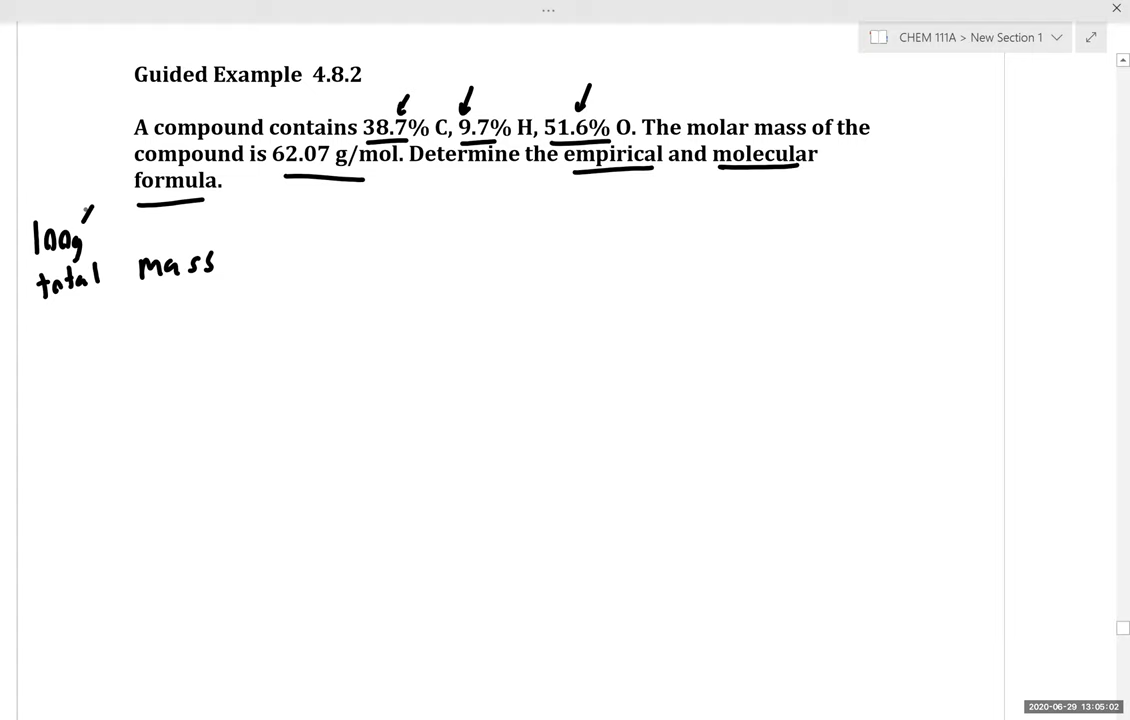 CHEM 111A > New Section 1
Guided Example 4.8.2
A compound contains 38.7% C, 9.7% H, 51.6% O. The molar mass of the
compound is 62.07 g/mol. Determine the empirical and molecular
formula.
100g
total mass
2020-06-29 13:05:02